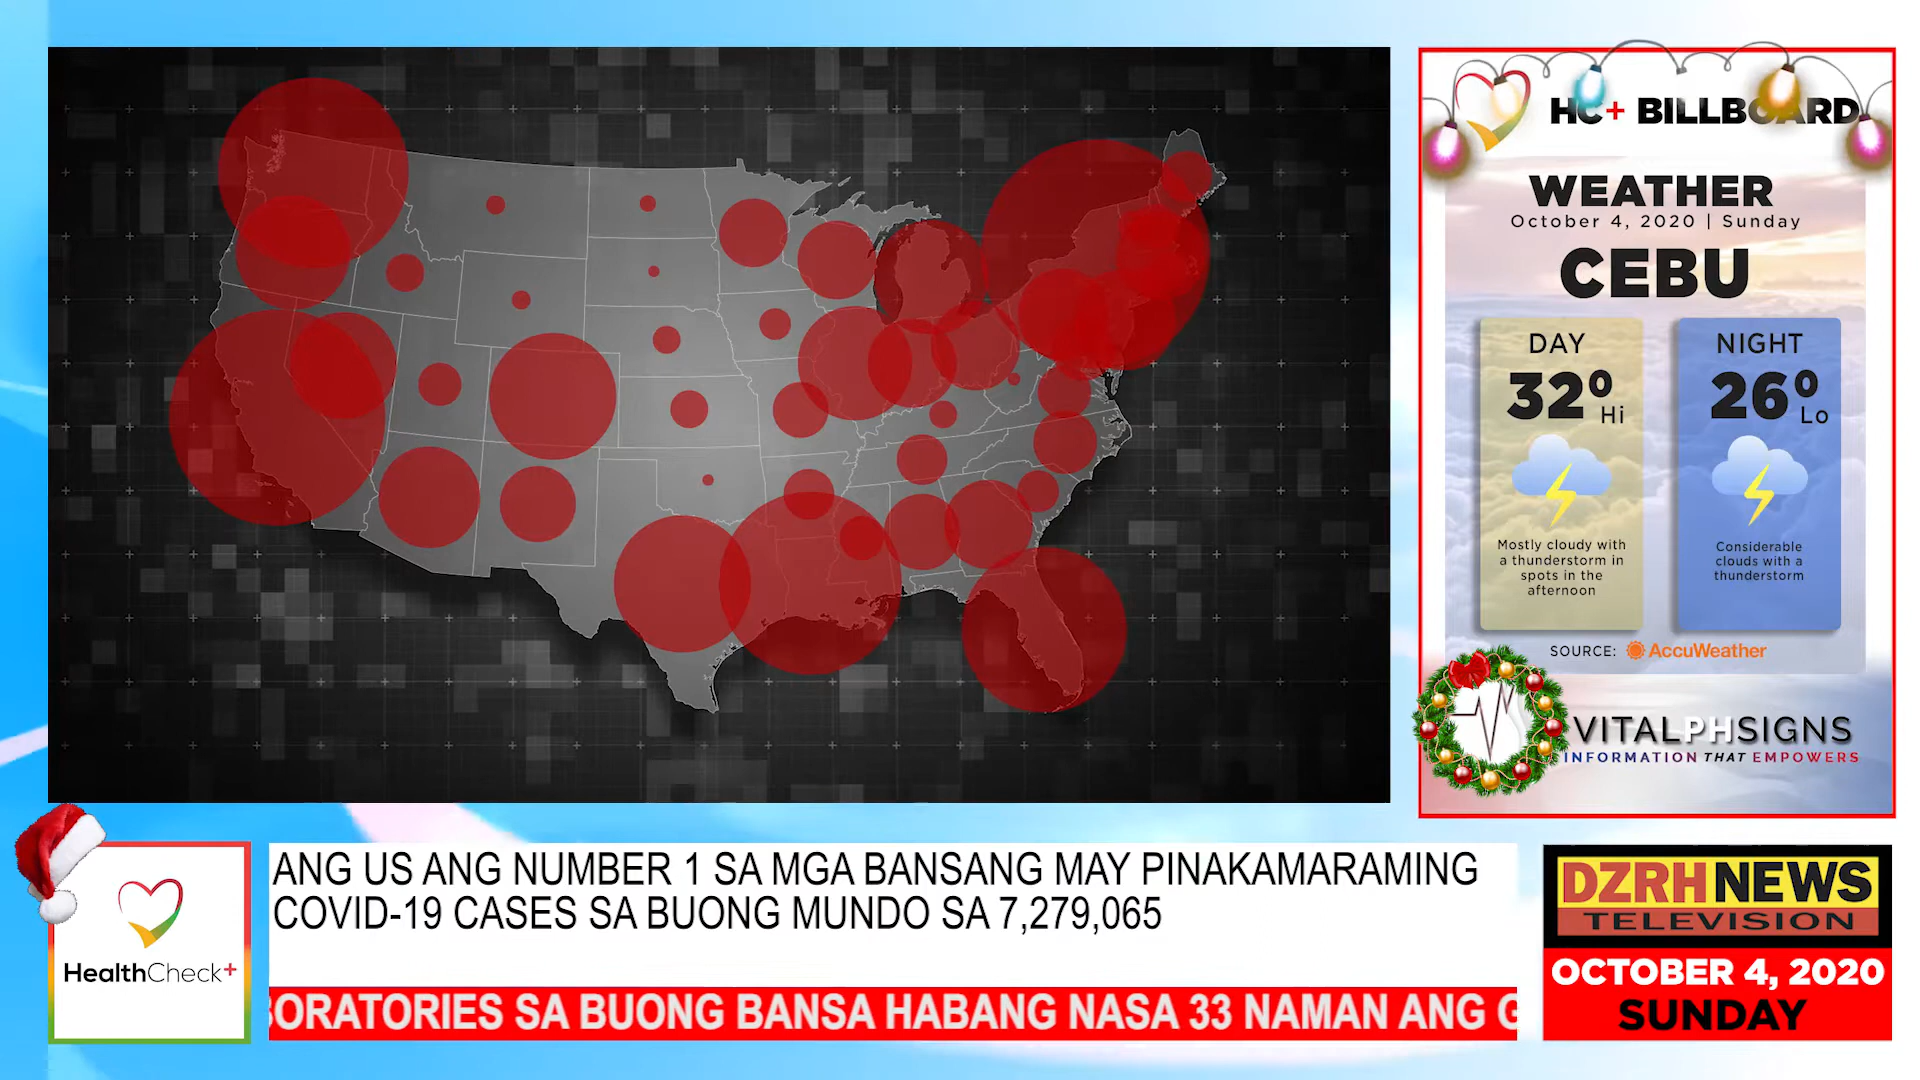 HC+ BILLBOARD
WEATHER
October 4, 2020 | Sunday
CEBU
DAY
32° Hi
Mostly cloudy with
a thunderstorm in
spots in the
afternoon
NIGHT
26° Lo
Considerable
clouds with a
thunderstorm
SOURCE: AccuWeather
VITALPHSIGNS
INFORMATION THAT EMPOWERS
HealthCheck+
ANG US ANG NUMBER 1 SA MGA BANSANG MAY PINAKAMARAMING
COVID-19 CASES SA BUONG MUNDO SA 7,279,065
ORATORIES SA BUONG BANSA HABANG NASA 33 NAMAN ANG
DZRH NEWS
TELEVISION
OCTOBER 4, 2020
SUNDAY